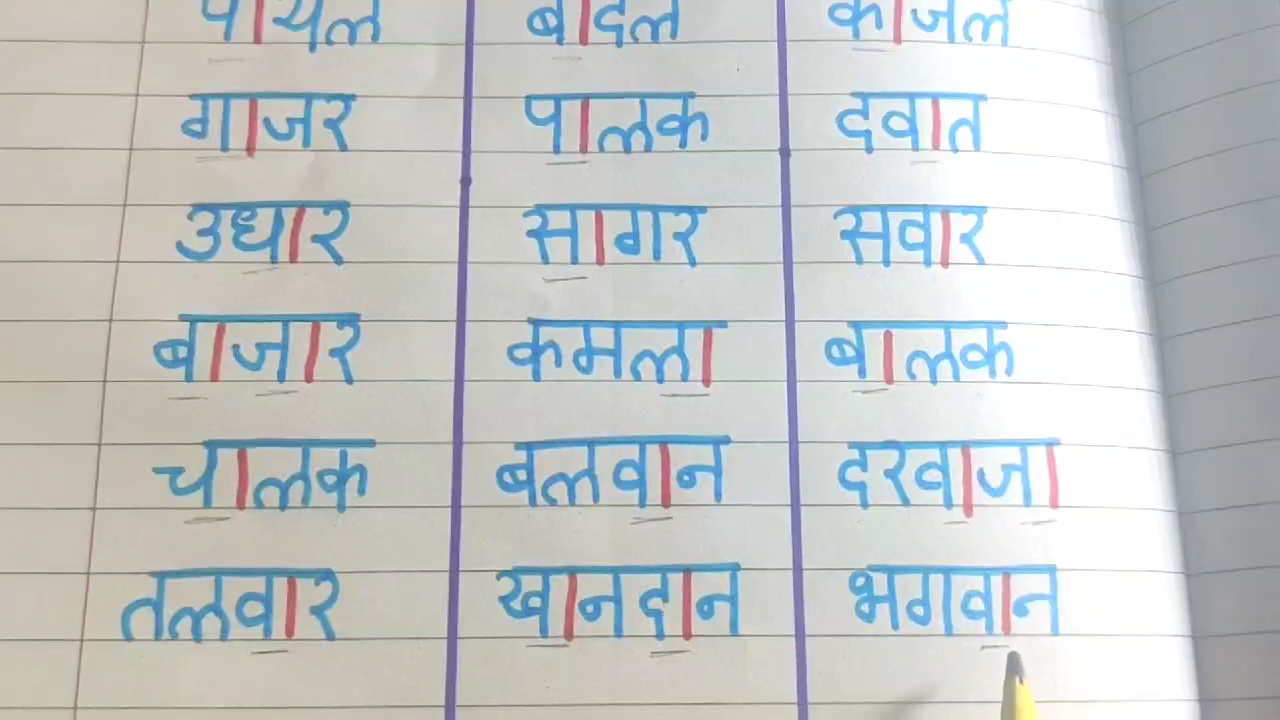 पायल बादल काजल
गाजर पालक दवात
उधार सागर सवार
बाजार कमला बालक
चालक बलवान दरवाजा
तलवार खानदान भगवान